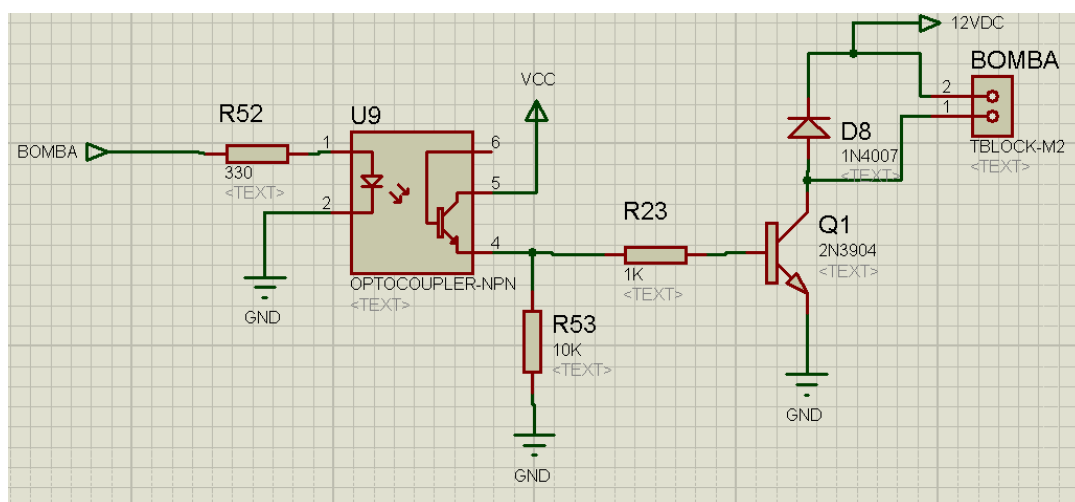 12VDC
BOMBA
2
1
TBLOCK-M2
<TEXT>
VCC
R52
330
<TEXT>
BOMBA
U9
1
2
6
5
4
OPTOCOUPLER-NPN
<TEXT>
GND
D8
1N4007
<TEXT>
R23
1K
<TEXT>
Q1
2N3904
<TEXT>
R53
10K
<TEXT>
GND
GND